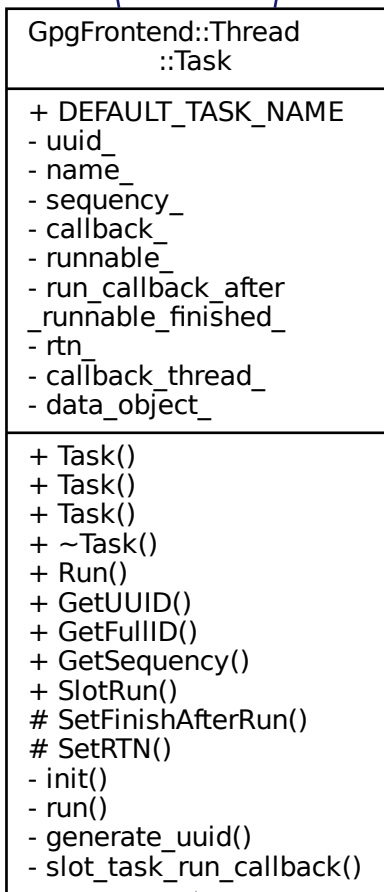 GpgFrontend::Thread
::Task
+ DEFAULT_TASK_NAME
- uuid_
- name_
- sequency_
- callback_
- runnable_
- run_callback_after
_runnable_finished_
- rtn_
- callback_thread_
- data_object_
+ Task()
+ Task()
+ Task()
+ ~Task()
+ Run()
+ GetUUID()
+ GetFullID()
+ GetSequency()
+ SlotRun()
# SetFinishAfterRun()
# SetRTN()
- init()
- run()
- generate_uuid()
- slot_task_run_callback()